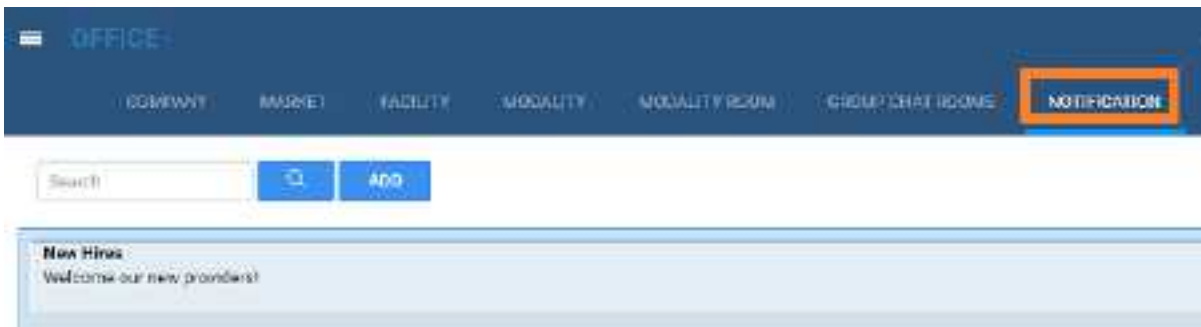 OFFICE+
COMPANY MARKET FACILITY MODALITY MODALITY ROOM GROUP CHAT ROOMS NOTIFICATION
Search ADD
New Hires
Welcome our new providers!